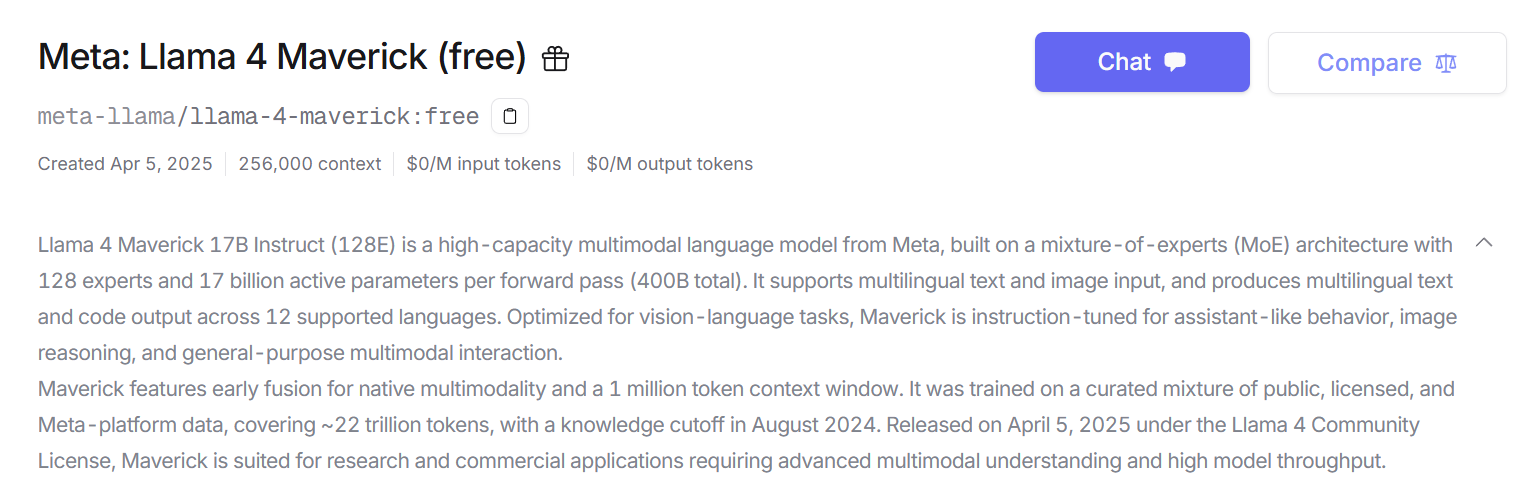 Meta: Llama 4 Maverick (free)
Chat
Compare
meta-llama/llama-4-maverick:free
Created Apr 5, 2025
256,000 context
$0/M input tokens
$0/M output tokens
Llama 4 Maverick 17B Instruct (128E) is a high-capacity multimodal language model from Meta, built on a mixture-of-experts (MoE) architecture with
128 experts and 17 billion active parameters per forward pass (400B total). It supports multilingual text and image input, and produces multilingual text
and code output across 12 supported languages. Optimized for vision-language tasks, Maverick is instruction-tuned for assistant-like behavior, image
reasoning, and general-purpose multimodal interaction.
Maverick features early fusion for native multimodality and a 1 million token context window. It was trained on a curated mixture of public, licensed, and
Meta-platform data, covering ~22 trillion tokens, with a knowledge cutoff in August 2024. Released on April 5, 2025 under the Llama 4 Community
License, Maverick is suited for research and commercial applications requiring advanced multimodal understanding and high model throughput.